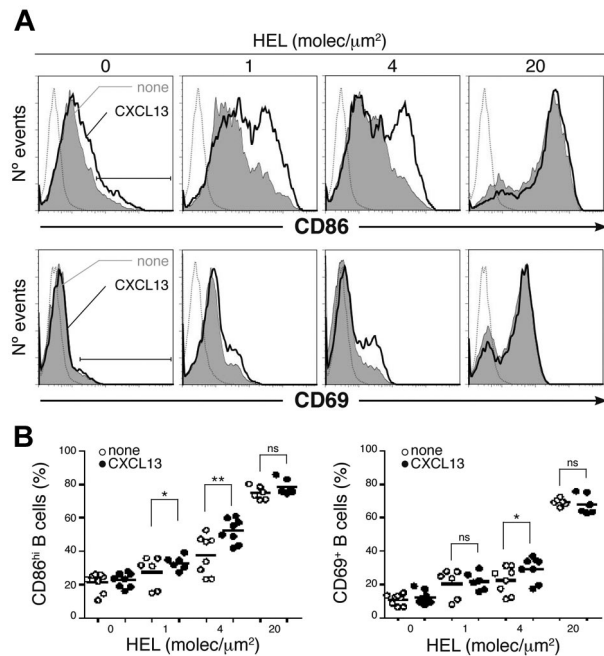 A
HEL (molec/μm²)
0 1 4 20
none
CXCL13
Nº events
CD86
none
CXCL13
Nº events
CD69
B
none
CXCL13
CD86hi B cells (%)
100
80
60
40
20
0
*
**
ns
0 1 4 20
HEL (molec/μm²)
none
CXCL13
CD69+ B cells (%)
100
80
60
40
20
0
ns
*
ns
0 1 4 20
HEL (molec/μm²)